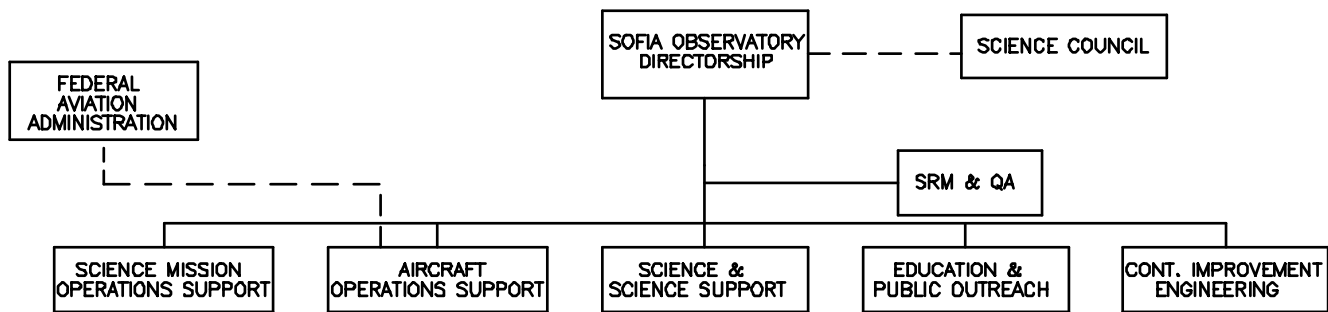 SOFIA OBSERVATORY
DIRECTORSHIP
SCIENCE COUNCIL
FEDERAL
AVIATION
ADMINISTRATION
SRM & QA
SCIENCE MISSION
OPERATIONS SUPPORT
AIRCRAFT
OPERATIONS SUPPORT
SCIENCE &
SCIENCE SUPPORT
EDUCATION &
PUBLIC OUTREACH
CONT. IMPROVEMENT
ENGINEERING